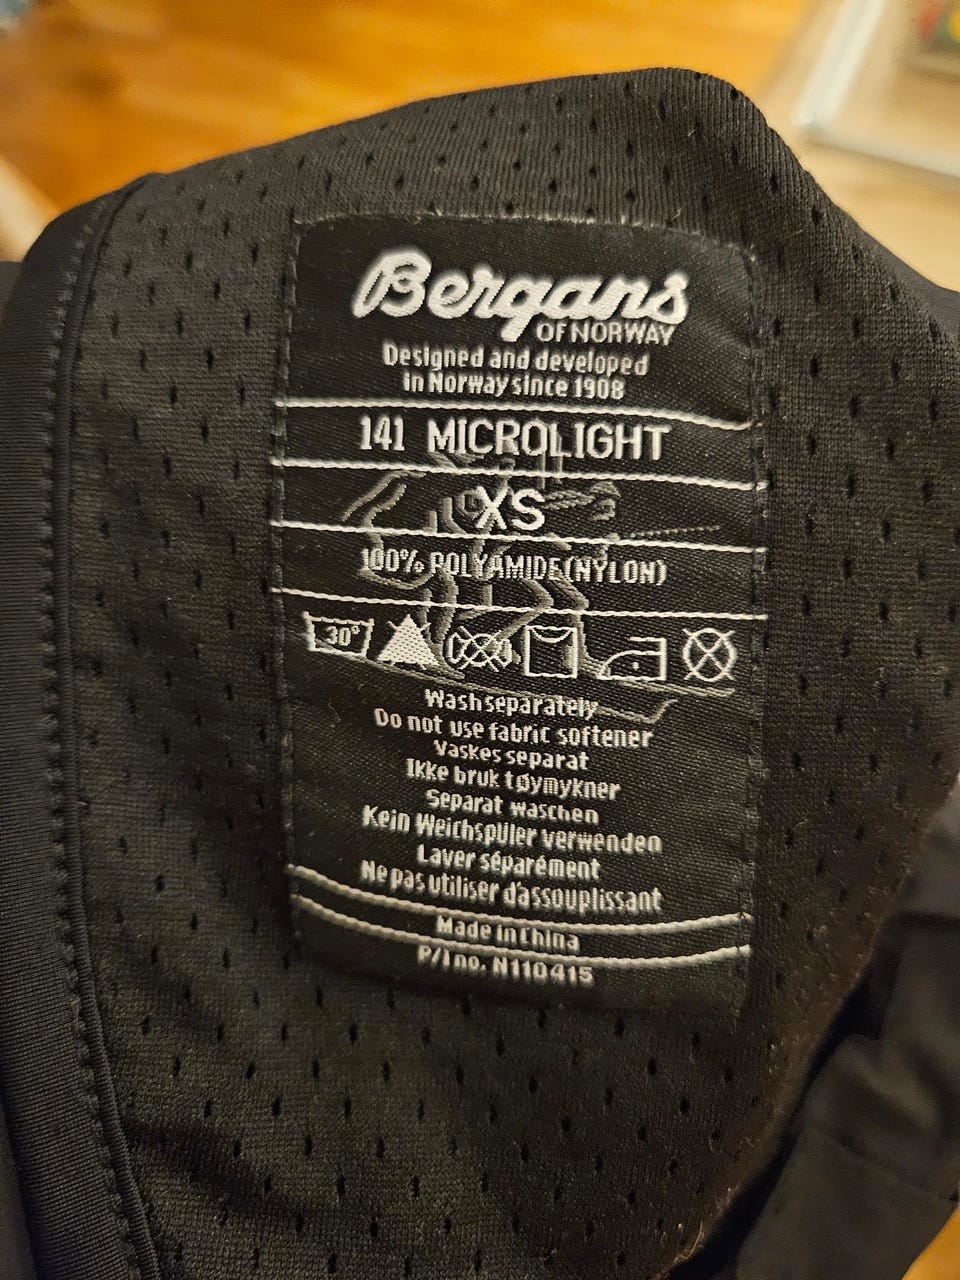 Bergans
OF NORWAY
Designed and developed
in Norway since 1908
141 MICROLIGHT
XS
100% POLYAMIDE(NYLON)
30°
Wash separately
Do not use fabric softener
Vaskes separat
Ikke bruk tøymykner
Separat waschen
Kein Weichspüler verwenden
Laver séparément
Ne pas utiliser d'assouplissant
Made in China
P/I no. N110415